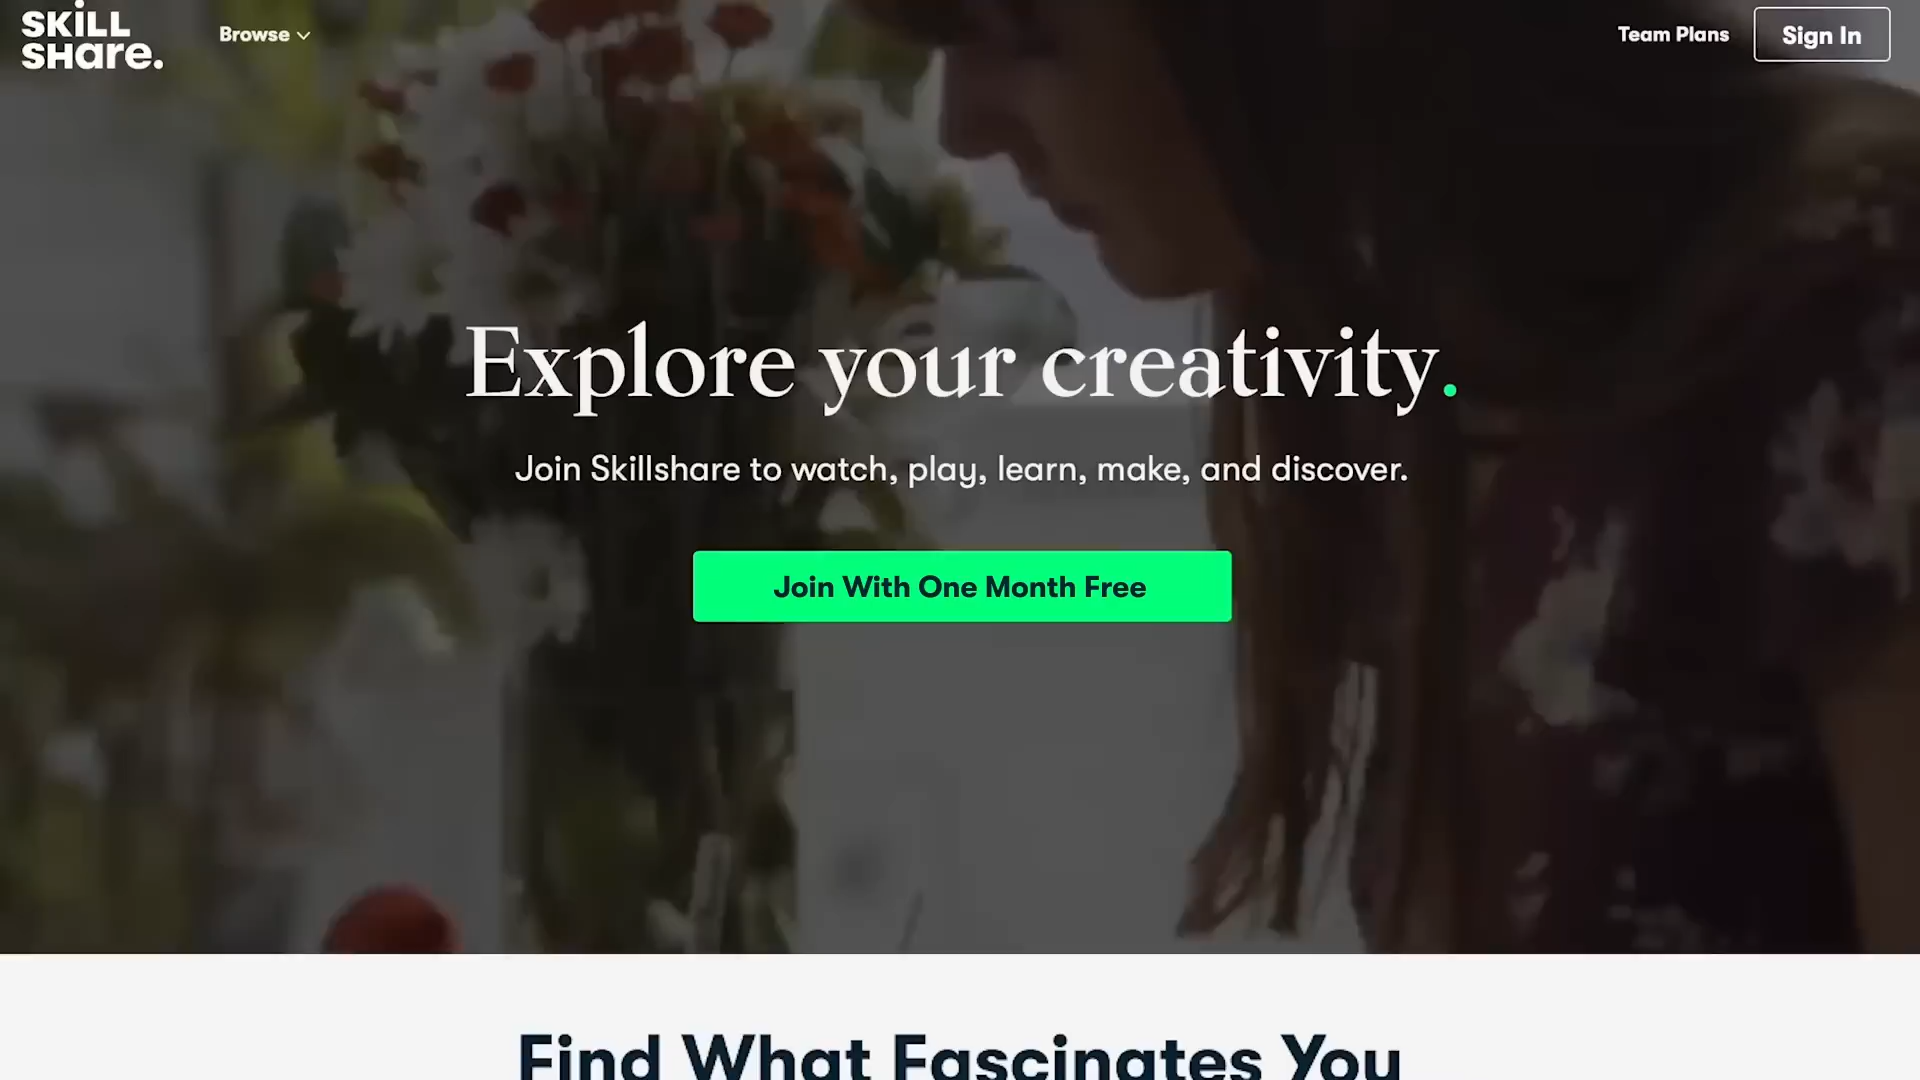 SKiLL
SHare.
Browse
Team Plans
Sign In
Explore your creativity.
Join Skillshare to watch, play, learn, make, and discover.
Join With One Month Free
Find What Fascinates You